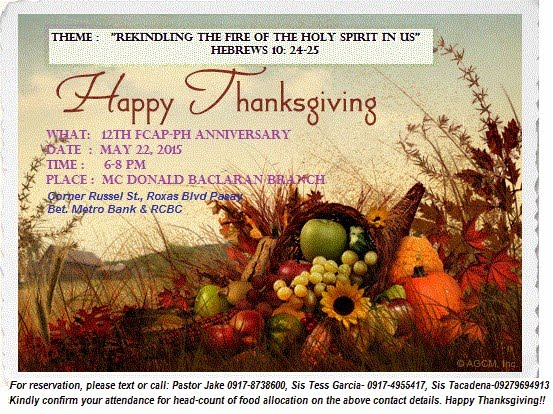 THEME : "REKINDLING THE FIRE OF THE HOLY SPIRIT IN US"
HEBREWS 10: 24-25
Happy Thanksgiving
WHAT: 12TH FCAP-PH ANNIVERSARY
DATE : MAY 22, 2015
TIME : 6-8 PM
PLACE : MC DONALD BACLARAN BRANCH
Corner Russel St., Roxas Blvd Pasay
Bet. Metro Bank & RCBC
© AGCM, Inc.
For reservation, please text or call: Pastor Jake 0917-8738600, Sis Tess Garcia- 0917-4955417, Sis Tacadena-09279694913
Kindly confirm your attendance for head-count of food allocation on the above contact details. Happy Thanksgiving!!